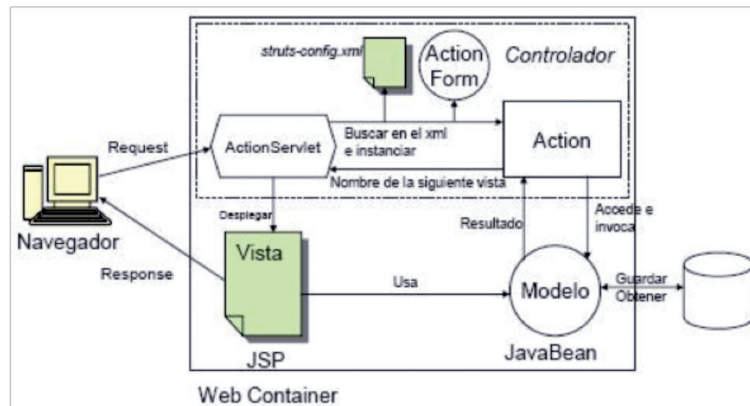 struts-config.xml
Action
Form
Controlador
Request
ActionServlet
Buscar en el xml
e instanciar
Action
Nombre de la siguiente vista
Navegador
Desplegar
Resultado
Accede e
invoca
Response
Vista
Usa
Modelo
Guardar
Obtener
JSP
JavaBean
Web Container